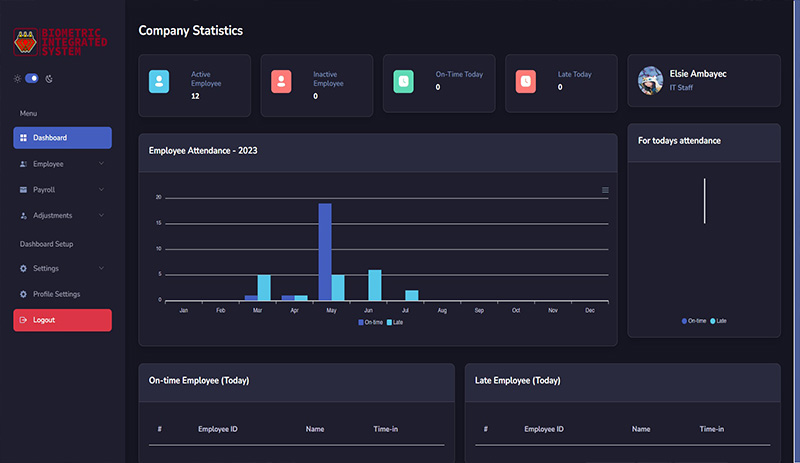 BIOMETRIC
INTEGRATED
SYSTEM
Menu
Dashboard
Employee
Payroll
Adjustments
Dashboard Setup
Settings
Profile Settings
Logout
Company Statistics
Active
Employee
12
Inactive
Employee
0
On-Time Today
0
Late Today
0
Elsie Ambayec
IT Staff
Employee Attendance - 2023
20
15
10
5
0
Jan Feb Mar Apr May Jun Jul Aug Sep Oct Nov Dec
On-time Late
For todays attendance
On-time Late
On-time Employee (Today)
# Employee ID Name Time-in
Late Employee (Today)
# Employee ID Name Time-in